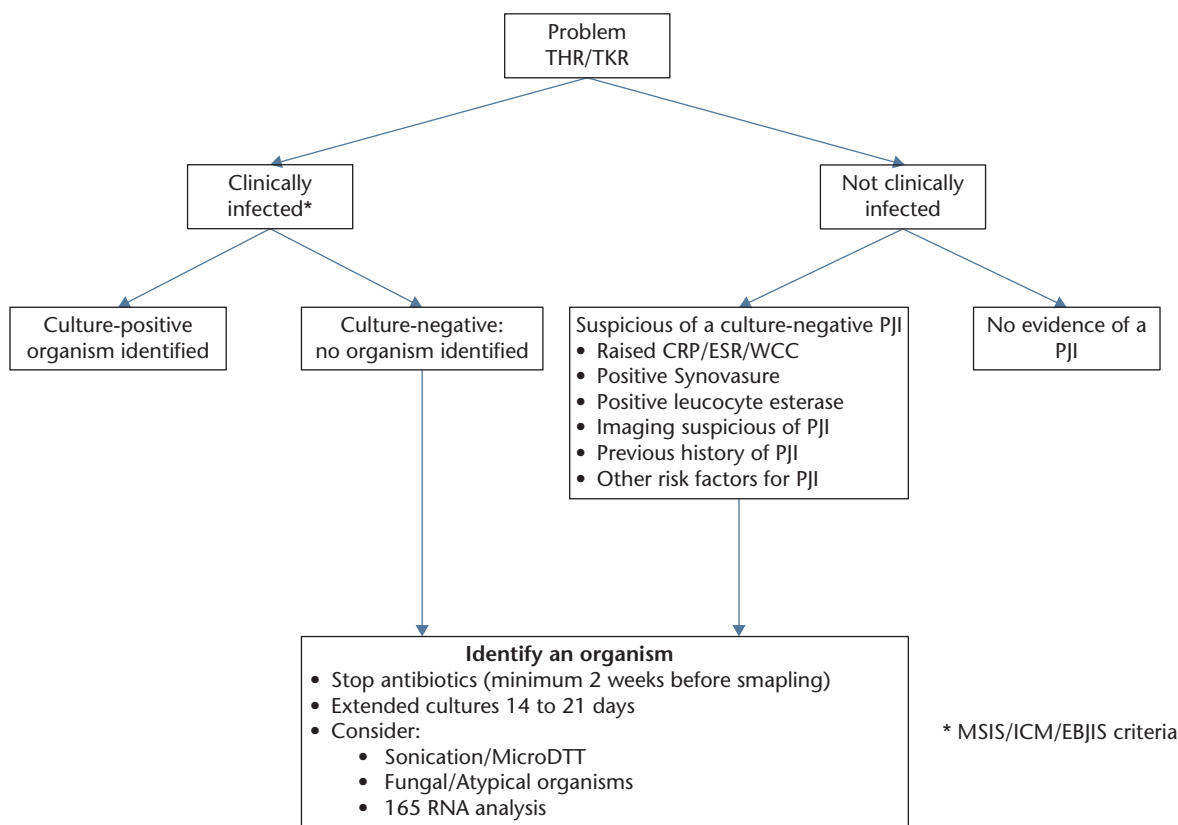 Problem
THR/TKR
Clinically
infected*
Not clinically
infected
Culture-positive
organism identified
Culture-negative:
no organism identified
Suspicious of a culture-negative PJI
• Raised CRP/ESR/WCC
• Positive Synovasure
• Positive leucocyte esterase
• Imaging suspicious of PJI
• Previous history of PJI
• Other risk factors for PJI
No evidence of a
PJI
Identify an organism
• Stop antibiotics (minimum 2 weeks before smapling)
• Extended cultures 14 to 21 days
• Consider:
• Sonication/MicroDTT
• Fungal/Atypical organisms
• 165 RNA analysis
* MSIS/ICM/EBJIS criteria